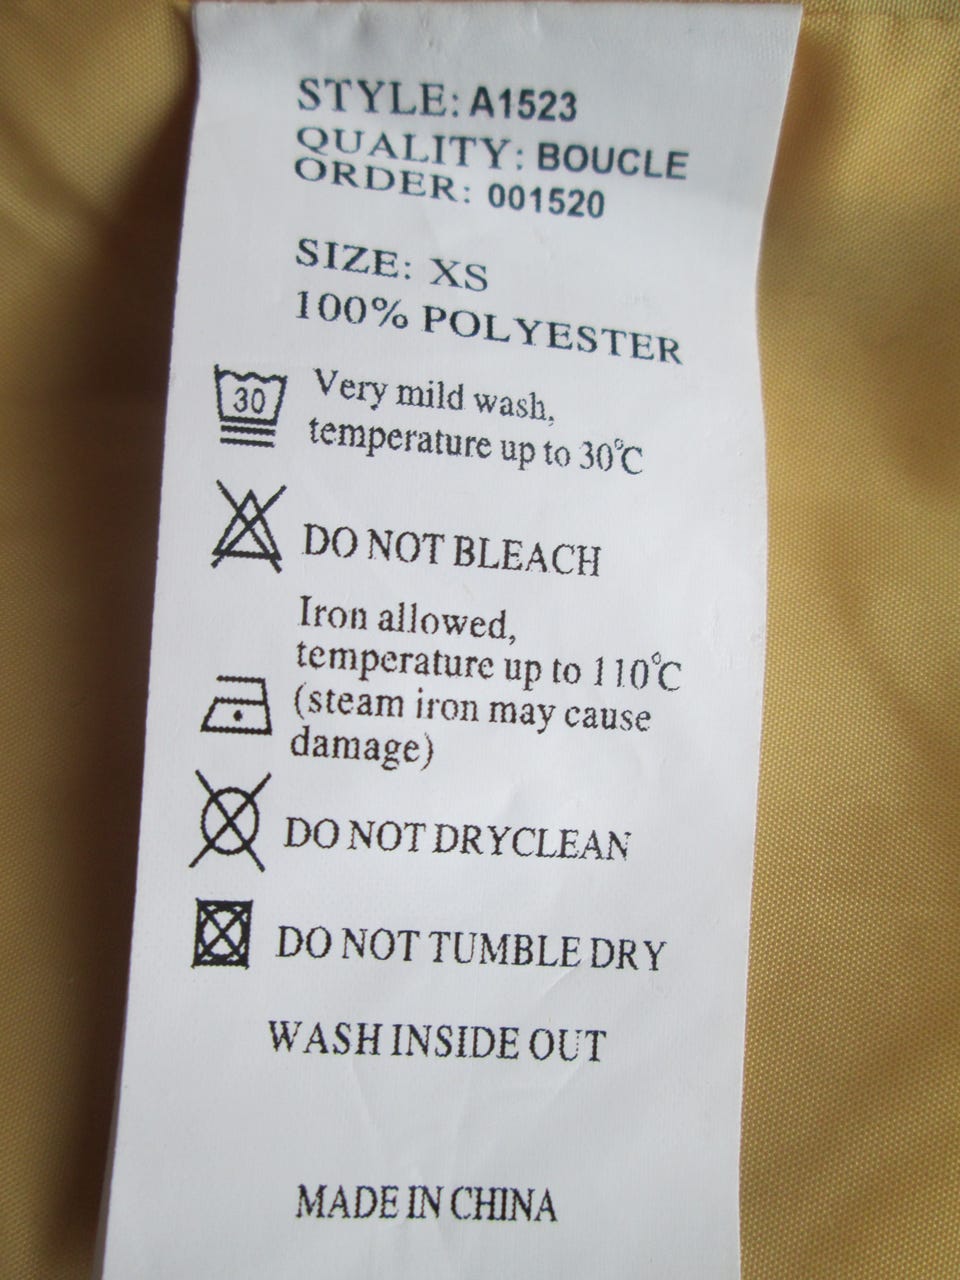 STYLE: A1523
QUALITY: BOUCLE
ORDER: 001520
SIZE: XS
100% POLYESTER
30
Very mild wash,
temperature up to 30℃
DO NOT BLEACH
Iron allowed,
temperature up to 110℃
(steam iron may cause
damage)
DO NOT DRYCLEAN
DO NOT TUMBLE DRY
WASH INSIDE OUT
MADE IN CHINA